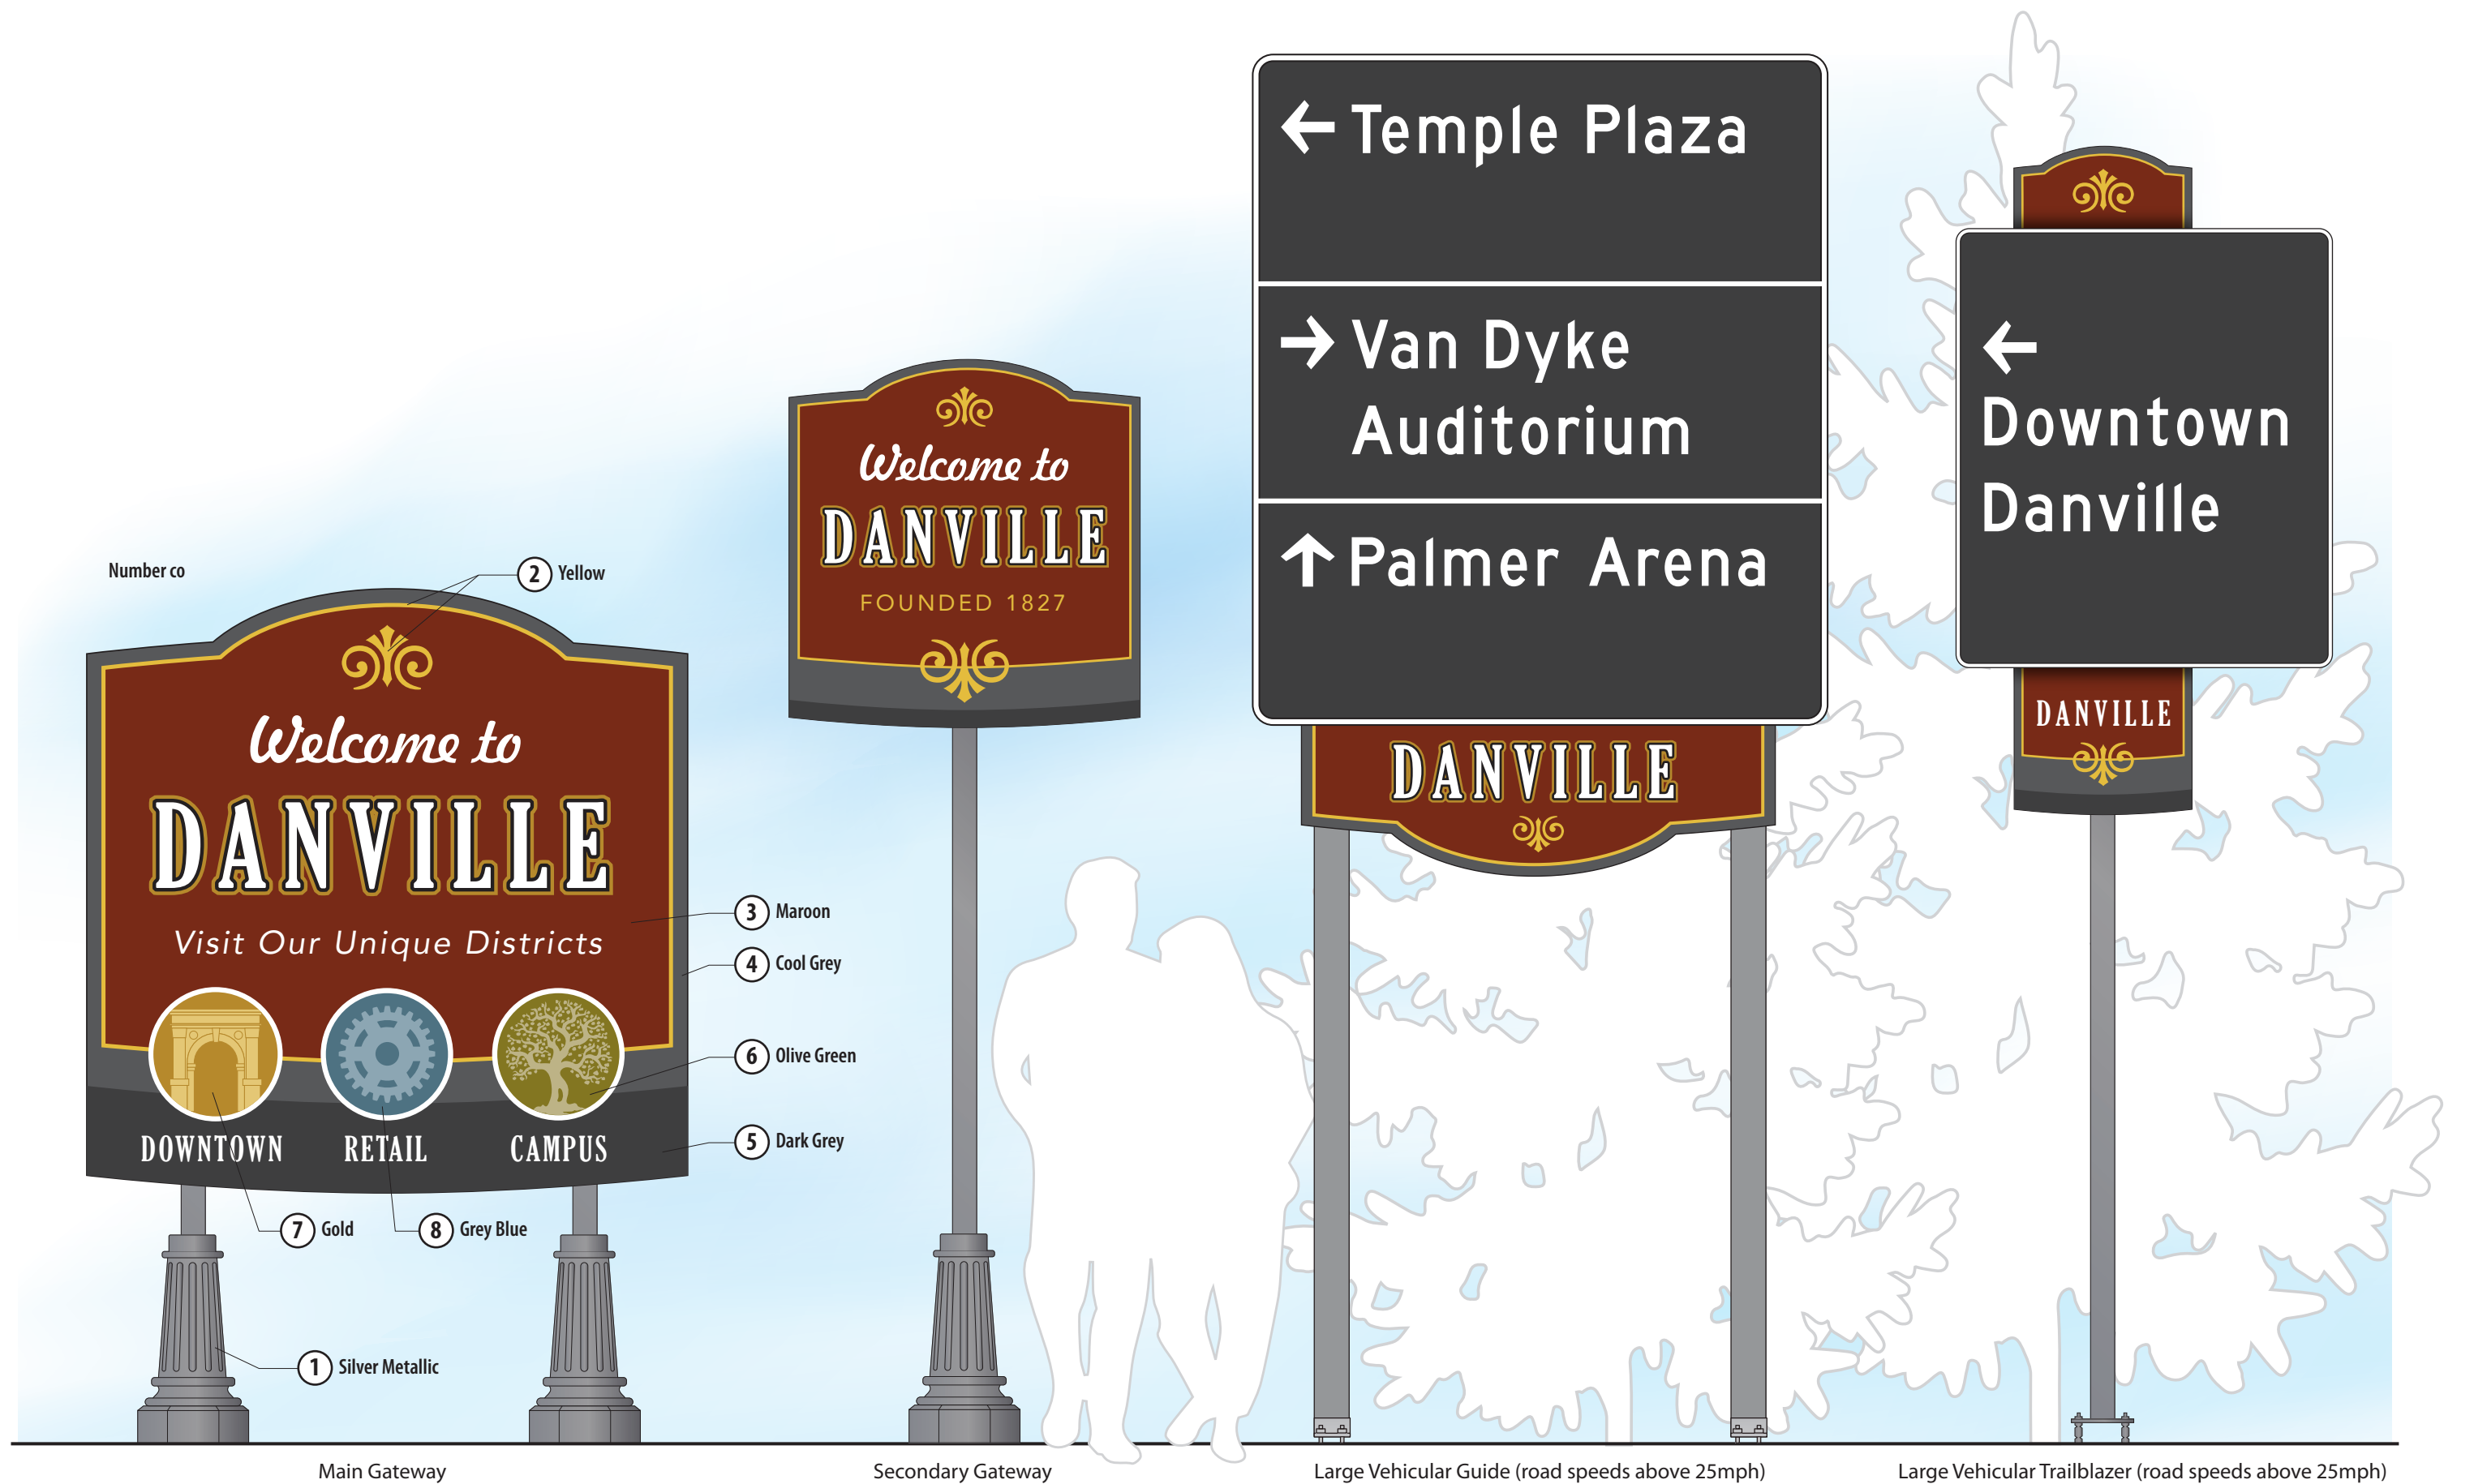 Number co
2 Yellow
Welcome to
DANVILLE
Visit Our Unique Districts
DOWNTOWN
RETAIL
CAMPUS
3 Maroon
4 Cool Grey
6 Olive Green
5 Dark Grey
7 Gold
8 Grey Blue
1 Silver Metallic
Main Gateway
Welcome to
DANVILLE
FOUNDED 1827
Secondary Gateway
← Temple Plaza
→ Van Dyke
Auditorium
↑ Palmer Arena
DANVILLE
Large Vehicular Guide (road speeds above 25mph)
←
Downtown
Danville
DANVILLE
Large Vehicular Trailblazer (road speeds above 25mph)